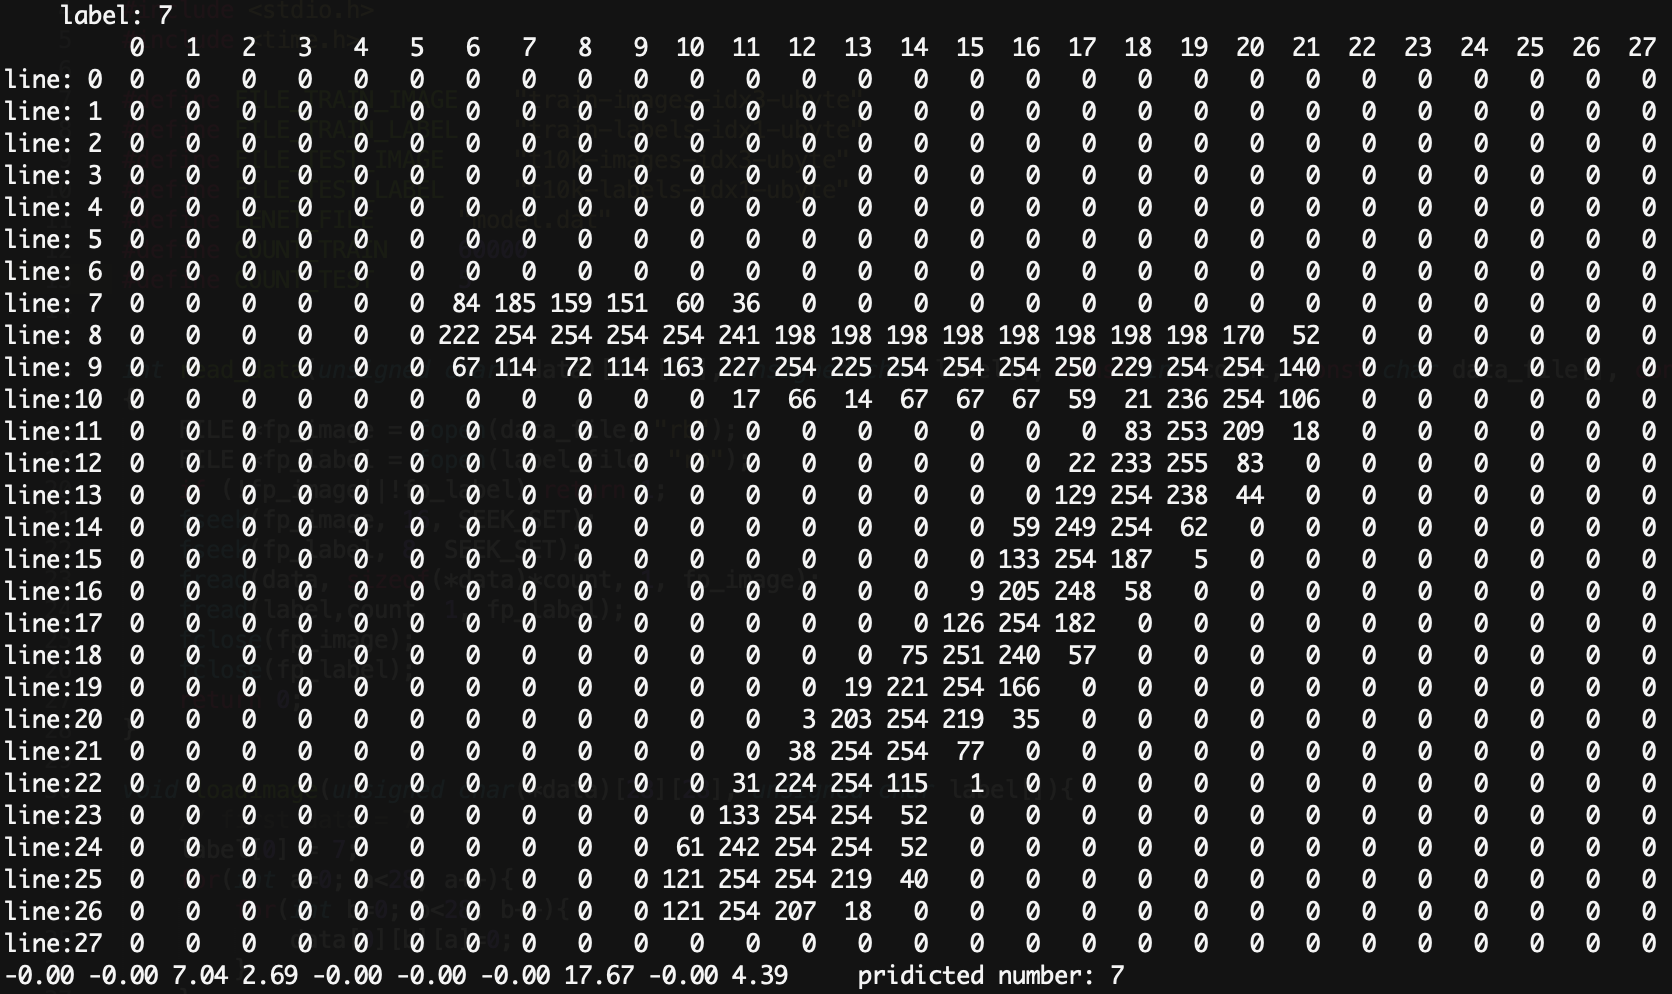 label: 7
0 1 2 3 4 5 6 7 8 9 10 11 12 13 14 15 16 17 18 19 20 21 22 23 24 25 26 27
line: 0 0 0 0 0 0 0 0 0 0 0 0 0 0 0 0 0 0 0 0 0 0 0 0 0 0 0 0 0
line: 1 0 0 0 0 0 0 0 0 0 0 0 0 0 0 0 0 0 0 0 0 0 0 0 0 0 0 0 0
line: 2 0 0 0 0 0 0 0 0 0 0 0 0 0 0 0 0 0 0 0 0 0 0 0 0 0 0 0 0
line: 3 0 0 0 0 0 0 0 0 0 0 0 0 0 0 0 0 0 0 0 0 0 0 0 0 0 0 0 0
line: 4 0 0 0 0 0 0 0 0 0 0 0 0 0 0 0 0 0 0 0 0 0 0 0 0 0 0 0 0
line: 5 0 0 0 0 0 0 0 0 0 0 0 0 0 0 0 0 0 0 0 0 0 0 0 0 0 0 0 0
line: 6 0 0 0 0 0 0 0 0 0 0 0 0 0 0 0 0 0 0 0 0 0 0 0 0 0 0 0 0
line: 7 0 0 0 0 0 0 84 185 159 151 60 36 0 0 0 0 0 0 0 0 0 0 0 0 0 0 0 0
line: 8 0 0 0 0 0 0 222 254 254 254 254 241 198 198 198 198 198 198 198 198 170 52 0 0 0 0 0 0
line: 9 0 0 0 0 0 0 67 114 72 114 163 227 254 225 254 254 254 250 229 254 254 140 0 0 0 0 0 0
line:10 0 0 0 0 0 0 0 0 0 0 0 17 66 14 67 67 67 59 21 236 254 106 0 0 0 0 0 0
line:11 0 0 0 0 0 0 0 0 0 0 0 0 0 0 0 0 0 0 83 253 209 18 0 0 0 0 0 0
line:12 0 0 0 0 0 0 0 0 0 0 0 0 0 0 0 0 0 22 233 255 83 0 0 0 0 0 0 0
line:13 0 0 0 0 0 0 0 0 0 0 0 0 0 0 0 0 0 129 254 238 44 0 0 0 0 0 0 0
line:14 0 0 0 0 0 0 0 0 0 0 0 0 0 0 0 0 59 249 254 62 0 0 0 0 0 0 0 0
line:15 0 0 0 0 0 0 0 0 0 0 0 0 0 0 0 0 133 254 187 5 0 0 0 0 0 0 0 0
line:16 0 0 0 0 0 0 0 0 0 0 0 0 0 0 0 9 205 248 58 0 0 0 0 0 0 0 0 0
line:17 0 0 0 0 0 0 0 0 0 0 0 0 0 0 0 126 254 182 0 0 0 0 0 0 0 0 0 0
line:18 0 0 0 0 0 0 0 0 0 0 0 0 0 0 75 251 240 57 0 0 0 0 0 0 0 0 0 0
line:19 0 0 0 0 0 0 0 0 0 0 0 0 0 19 221 254 166 0 0 0 0 0 0 0 0 0 0 0
line:20 0 0 0 0 0 0 0 0 0 0 0 0 3 203 254 219 35 0 0 0 0 0 0 0 0 0 0 0
line:21 0 0 0 0 0 0 0 0 0 0 0 0 38 254 254 77 0 0 0 0 0 0 0 0 0 0 0 0
line:22 0 0 0 0 0 0 0 0 0 0 0 31 224 254 115 1 0 0 0 0 0 0 0 0 0 0 0 0
line:23 0 0 0 0 0 0 0 0 0 0 0 133 254 254 52 0 0 0 0 0 0 0 0 0 0 0 0 0
line:24 0 0 0 0 0 0 0 0 0 0 61 242 254 254 52 0 0 0 0 0 0 0 0 0 0 0 0 0
line:25 0 0 0 0 0 0 0 0 0 0 121 254 254 219 40 0 0 0 0 0 0 0 0 0 0 0 0 0
line:26 0 0 0 0 0 0 0 0 0 0 121 254 207 18 0 0 0 0 0 0 0 0 0 0 0 0 0 0
line:27 0 0 0 0 0 0 0 0 0 0 0 0 0 0 0 0 0 0 0 0 0 0 0 0 0 0 0 0
-0.00 -0.00 7.04 2.69 -0.00 -0.00 -0.00 17.67 -0.00 4.39 pridicted number: 7